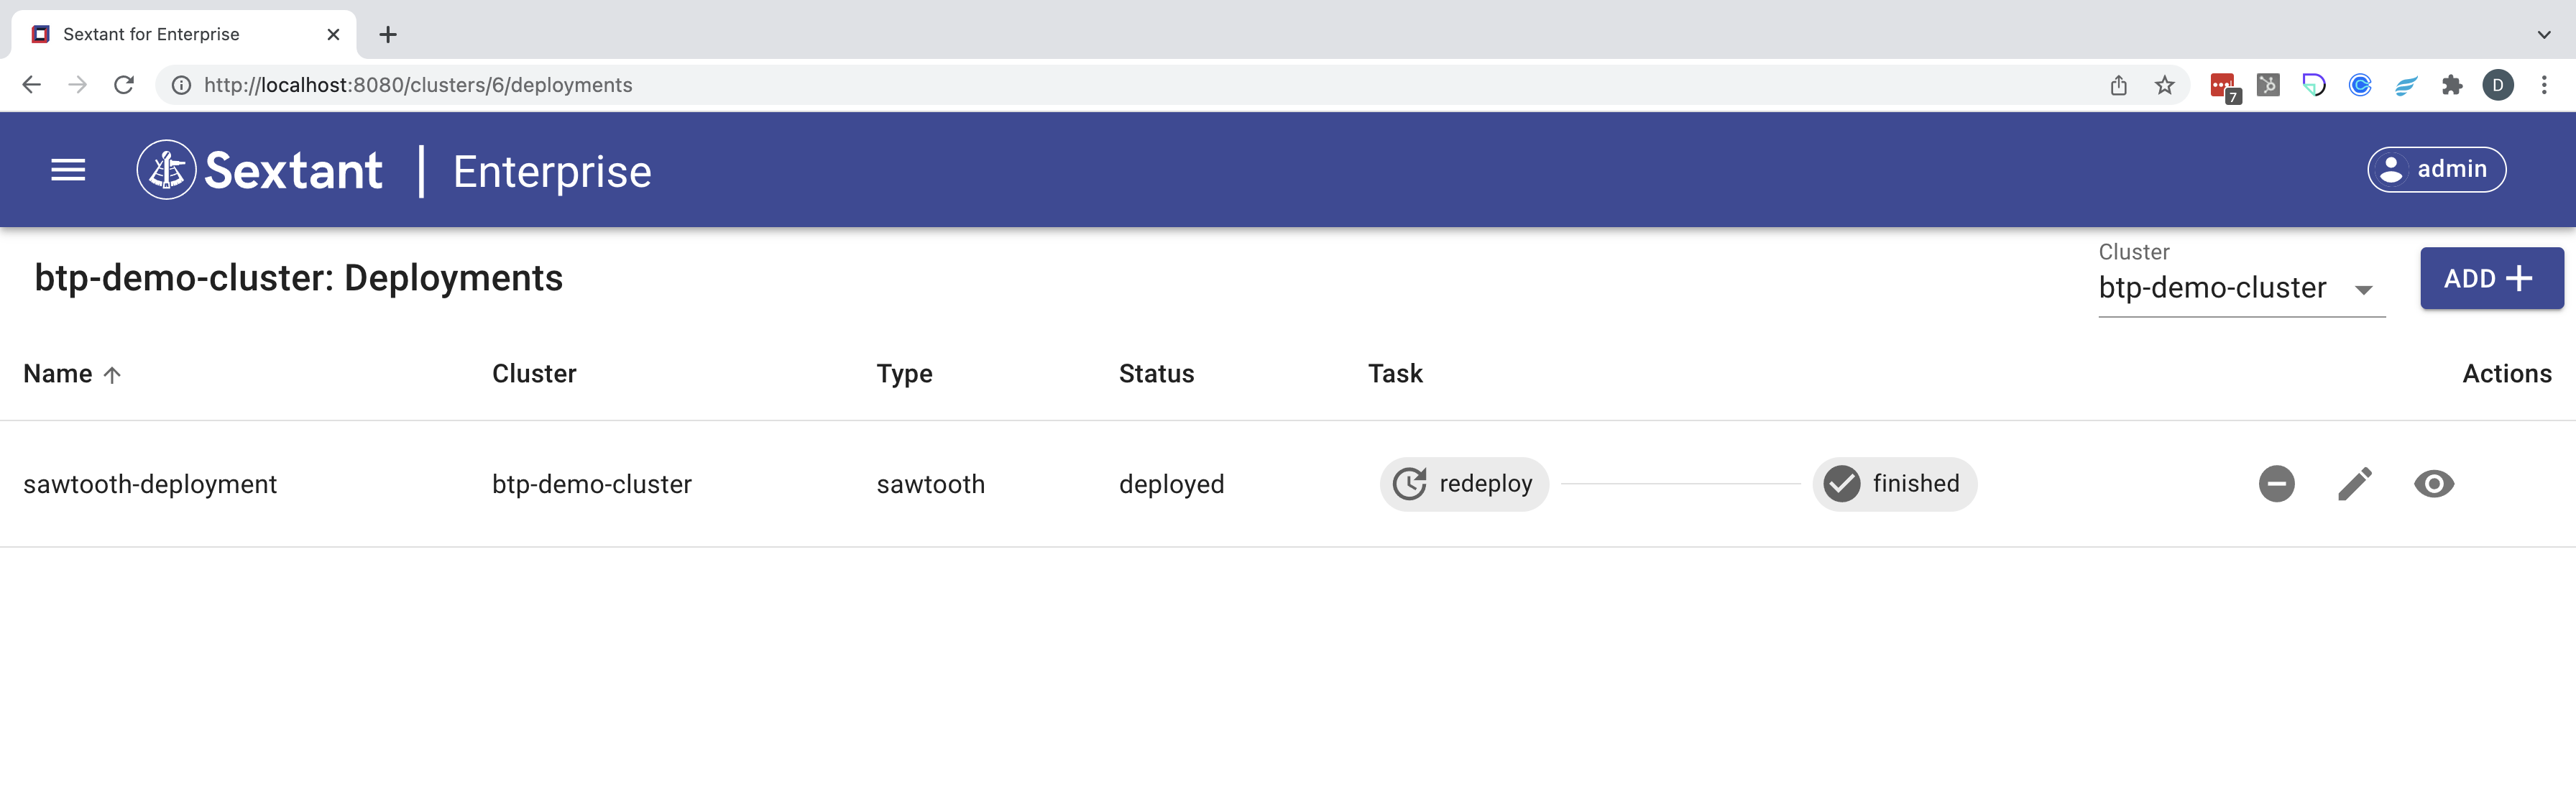 Sextant for Enterprise
http://localhost:8080/clusters/6/deployments
7
D
Sextant | Enterprise
admin
btp-demo-cluster: Deployments
Cluster
btp-demo-cluster
ADD
Name Cluster Type Status Task Actions
sawtooth-deployment btp-demo-cluster sawtooth deployed redeploy finished